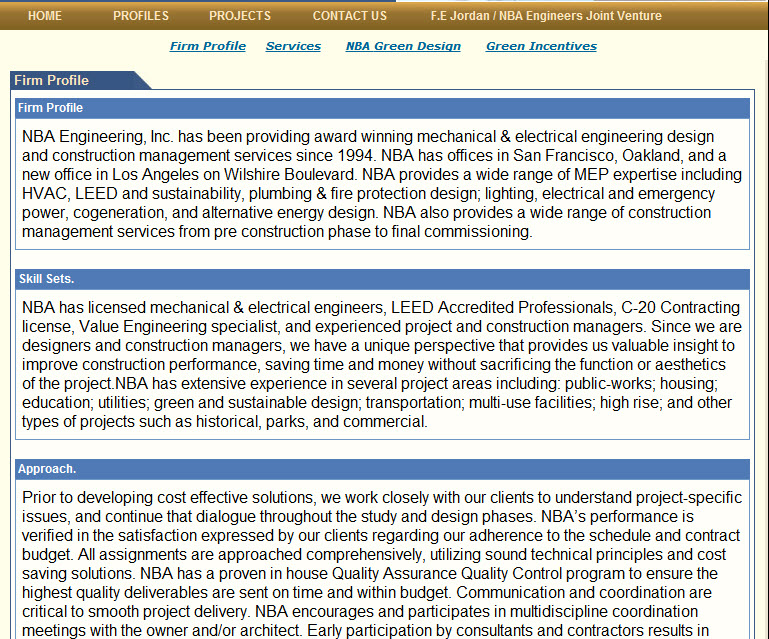 HOME PROFILES PROJECTS CONTACT US F.E Jordan / NBA Engineers Joint Venture
Firm Profile Services NBA Green Design Green Incentives
Firm Profile
Firm Profile
NBA Engineering, Inc. has been providing award winning mechanical & electrical engineering design
and construction management services since 1994. NBA has offices in San Francisco, Oakland, and a
new office in Los Angeles on Wilshire Boulevard. NBA provides a wide range of MEP expertise including
HVAC, LEED and sustainability, plumbing & fire protection design; lighting, electrical and emergency
power, cogeneration, and alternative energy design. NBA also provides a wide range of construction
management services from pre construction phase to final commissioning.
Skill Sets.
NBA has licensed mechanical & electrical engineers, LEED Accredited Professionals, C-20 Contracting
license, Value Engineering specialist, and experienced project and construction managers. Since we are
designers and construction managers, we have a unique perspective that provides us valuable insight to
improve construction performance, saving time and money without sacrificing the function or aesthetics
of the project.NBA has extensive experience in several project areas including: public-works; housing;
education; utilities; green and sustainable design; transportation; multi-use facilities; high rise; and other
types of projects such as historical, parks, and commercial.
Approach.
Prior to developing cost effective solutions, we work closely with our clients to understand project-specific
issues, and continue that dialogue throughout the study and design phases. NBA's performance is
verified in the satisfaction expressed by our clients regarding our adherence to the schedule and contract
budget. All assignments are approached comprehensively, utilizing sound technical principles and cost
saving solutions. NBA has a proven in house Quality Assurance Quality Control program to ensure the
highest quality deliverables are sent on time and within budget. Communication and coordination are
critical to smooth project delivery. NBA encourages and participates in multidiscipline coordination
meetings with the owner and/or architect. Early participation by consultants and contractors results in